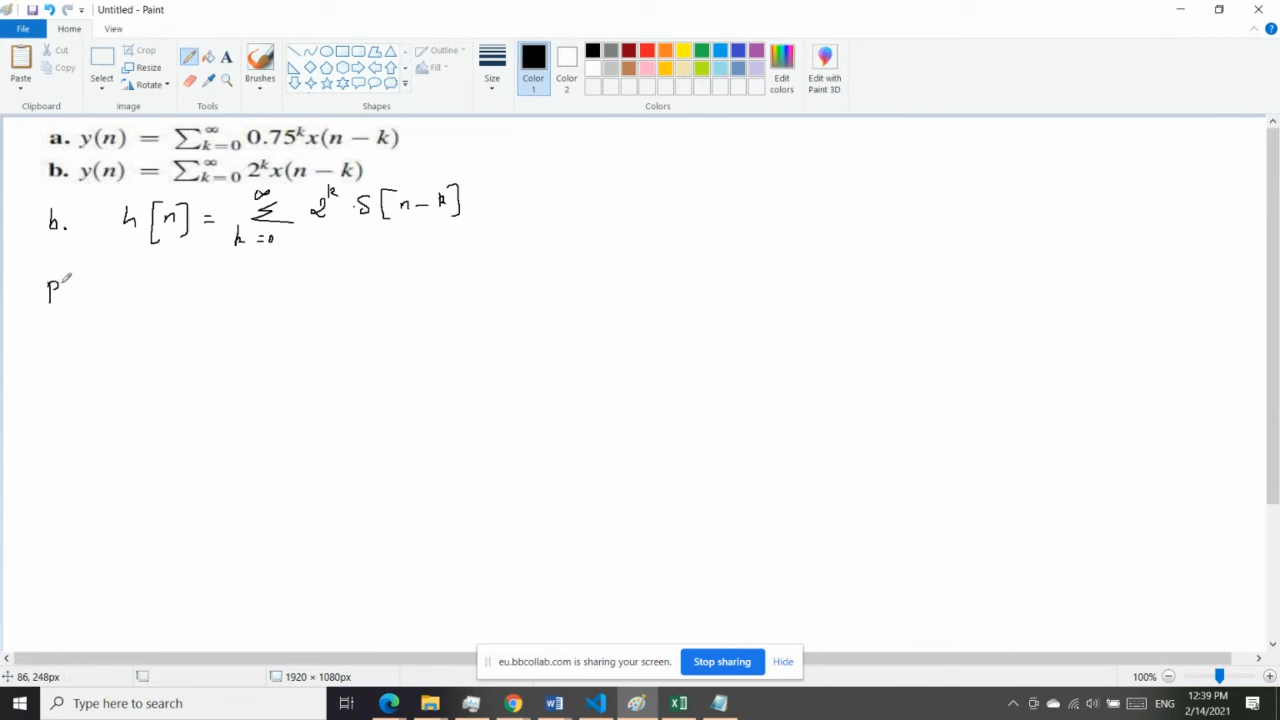 Untitled - Paint
File Home View
Paste Cut Copy Clipboard
Select Crop Resize Rotate Image
Tools
Brushes
Shapes Outline Fill
Size
Color 1 Color 2 Edit colors Colors
Edit with Paint 3D
a. y(n) = ∑_{k=0}^{∞} 0.75^k x(n − k)
b. y(n) = ∑_{k=0}^{∞} 2^k x(n − k)
b. h[n] = ∑_{k=0}^{∞} 2^k · δ[n − k]
P
eu.bbcollab.com is sharing your screen. Stop sharing Hide
86, 248px 1920 × 1080px 100%
Type here to search
ENG 12:39 PM
2/14/2021